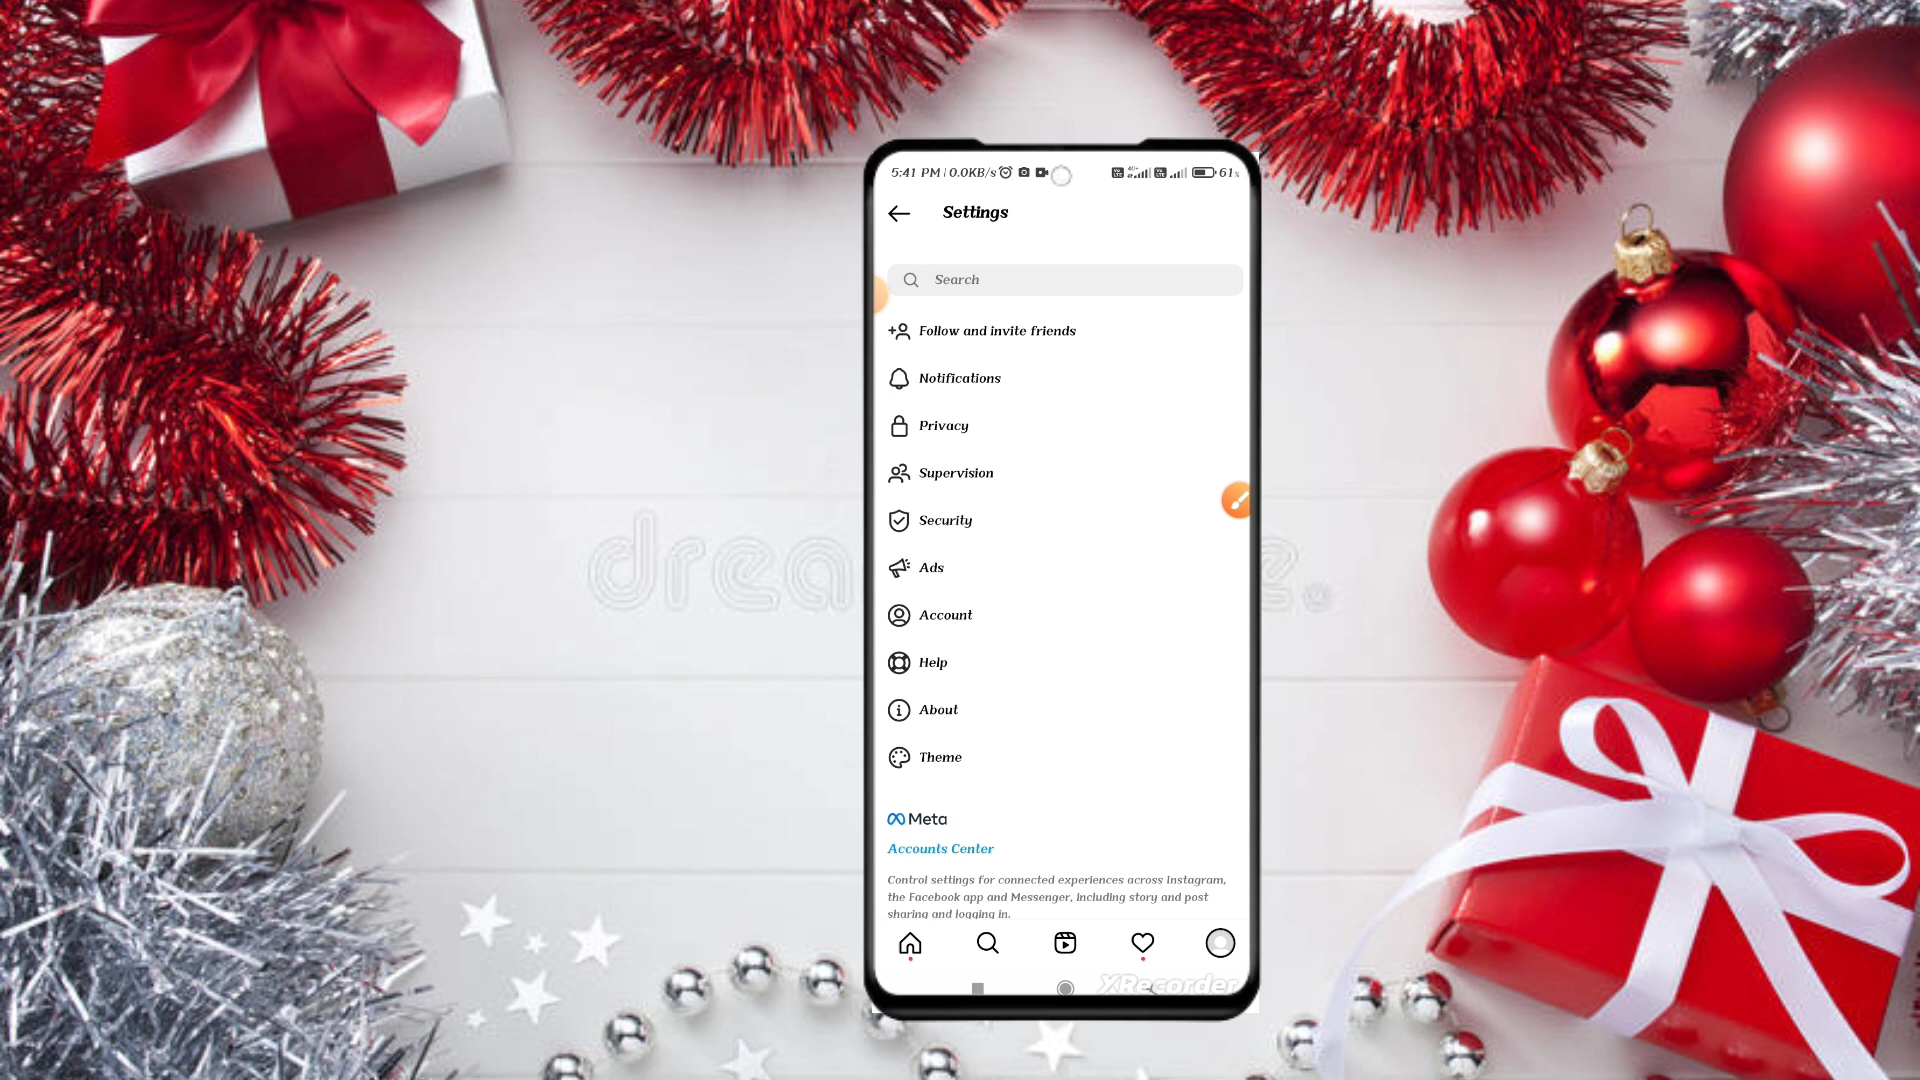 5:41 PM | 0.0KB/s 61%
Settings
Search
Follow and invite friends
Notifications
Privacy
Supervision
Security
Ads
Account
Help
About
Theme
Meta
Accounts Center
Control settings for connected experiences across Instagram,
the Facebook app and Messenger, including story and post
sharing and logging in.
XRecorder
drea e.